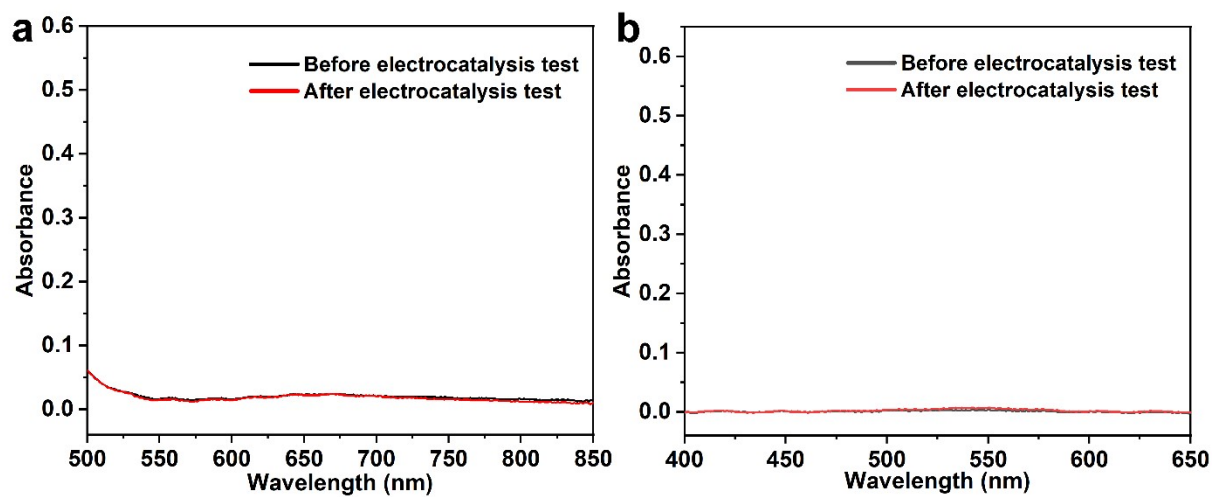 a
0.6
0.5
0.4
0.3
0.2
0.1
0.0
Absorbance
Before electrocatalysis test
After electrocatalysis test
500 550 600 650 700 750 800 850
Wavelength (nm)
b
0.6
0.5
0.4
0.3
0.2
0.1
0.0
Absorbance
Before electrocatalysis test
After electrocatalysis test
400 450 500 550 600 650
Wavelength (nm)